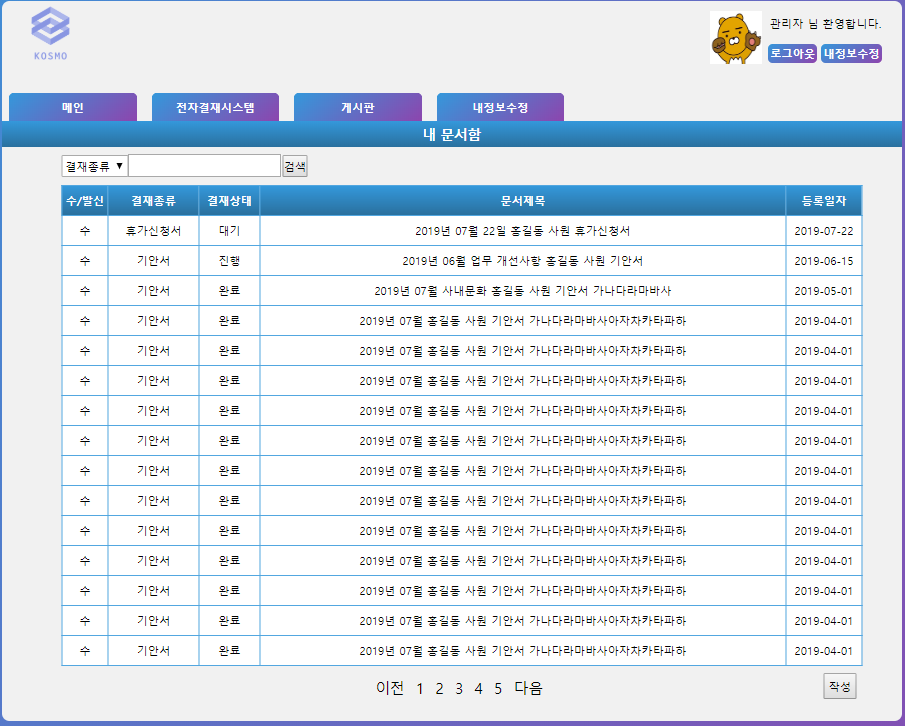 KOSMO
관리자 님 환영합니다.
로그아웃 내정보수정
메인 전자결재시스템 게시판 내정보수정
내 문서함
결재종류 ▼ 검색
수/발신 결재종류 결재상태 문서제목 등록일자
수 휴가신청서 대기 2019년 07월 22일 홍길동 사원 휴가신청서 2019-07-22
수 기안서 진행 2019년 06월 업무 개선사항 홍길동 사원 기안서 2019-06-15
수 기안서 완료 2019년 07월 사내문화 홍길동 사원 기안서 가나다라마바사 2019-05-01
수 기안서 완료 2019년 07월 홍길동 사원 기안서 가나다라마바사아자차카타파하 2019-04-01
수 기안서 완료 2019년 07월 홍길동 사원 기안서 가나다라마바사아자차카타파하 2019-04-01
수 기안서 완료 2019년 07월 홍길동 사원 기안서 가나다라마바사아자차카타파하 2019-04-01
수 기안서 완료 2019년 07월 홍길동 사원 기안서 가나다라마바사아자차카타파하 2019-04-01
수 기안서 완료 2019년 07월 홍길동 사원 기안서 가나다라마바사아자차카타파하 2019-04-01
수 기안서 완료 2019년 07월 홍길동 사원 기안서 가나다라마바사아자차카타파하 2019-04-01
수 기안서 완료 2019년 07월 홍길동 사원 기안서 가나다라마바사아자차카타파하 2019-04-01
수 기안서 완료 2019년 07월 홍길동 사원 기안서 가나다라마바사아자차카타파하 2019-04-01
수 기안서 완료 2019년 07월 홍길동 사원 기안서 가나다라마바사아자차카타파하 2019-04-01
수 기안서 완료 2019년 07월 홍길동 사원 기안서 가나다라마바사아자차카타파하 2019-04-01
수 기안서 완료 2019년 07월 홍길동 사원 기안서 가나다라마바사아자차카타파하 2019-04-01
수 기안서 완료 2019년 07월 홍길동 사원 기안서 가나다라마바사아자차카타파하 2019-04-01
이전 1 2 3 4 5 다음 작성